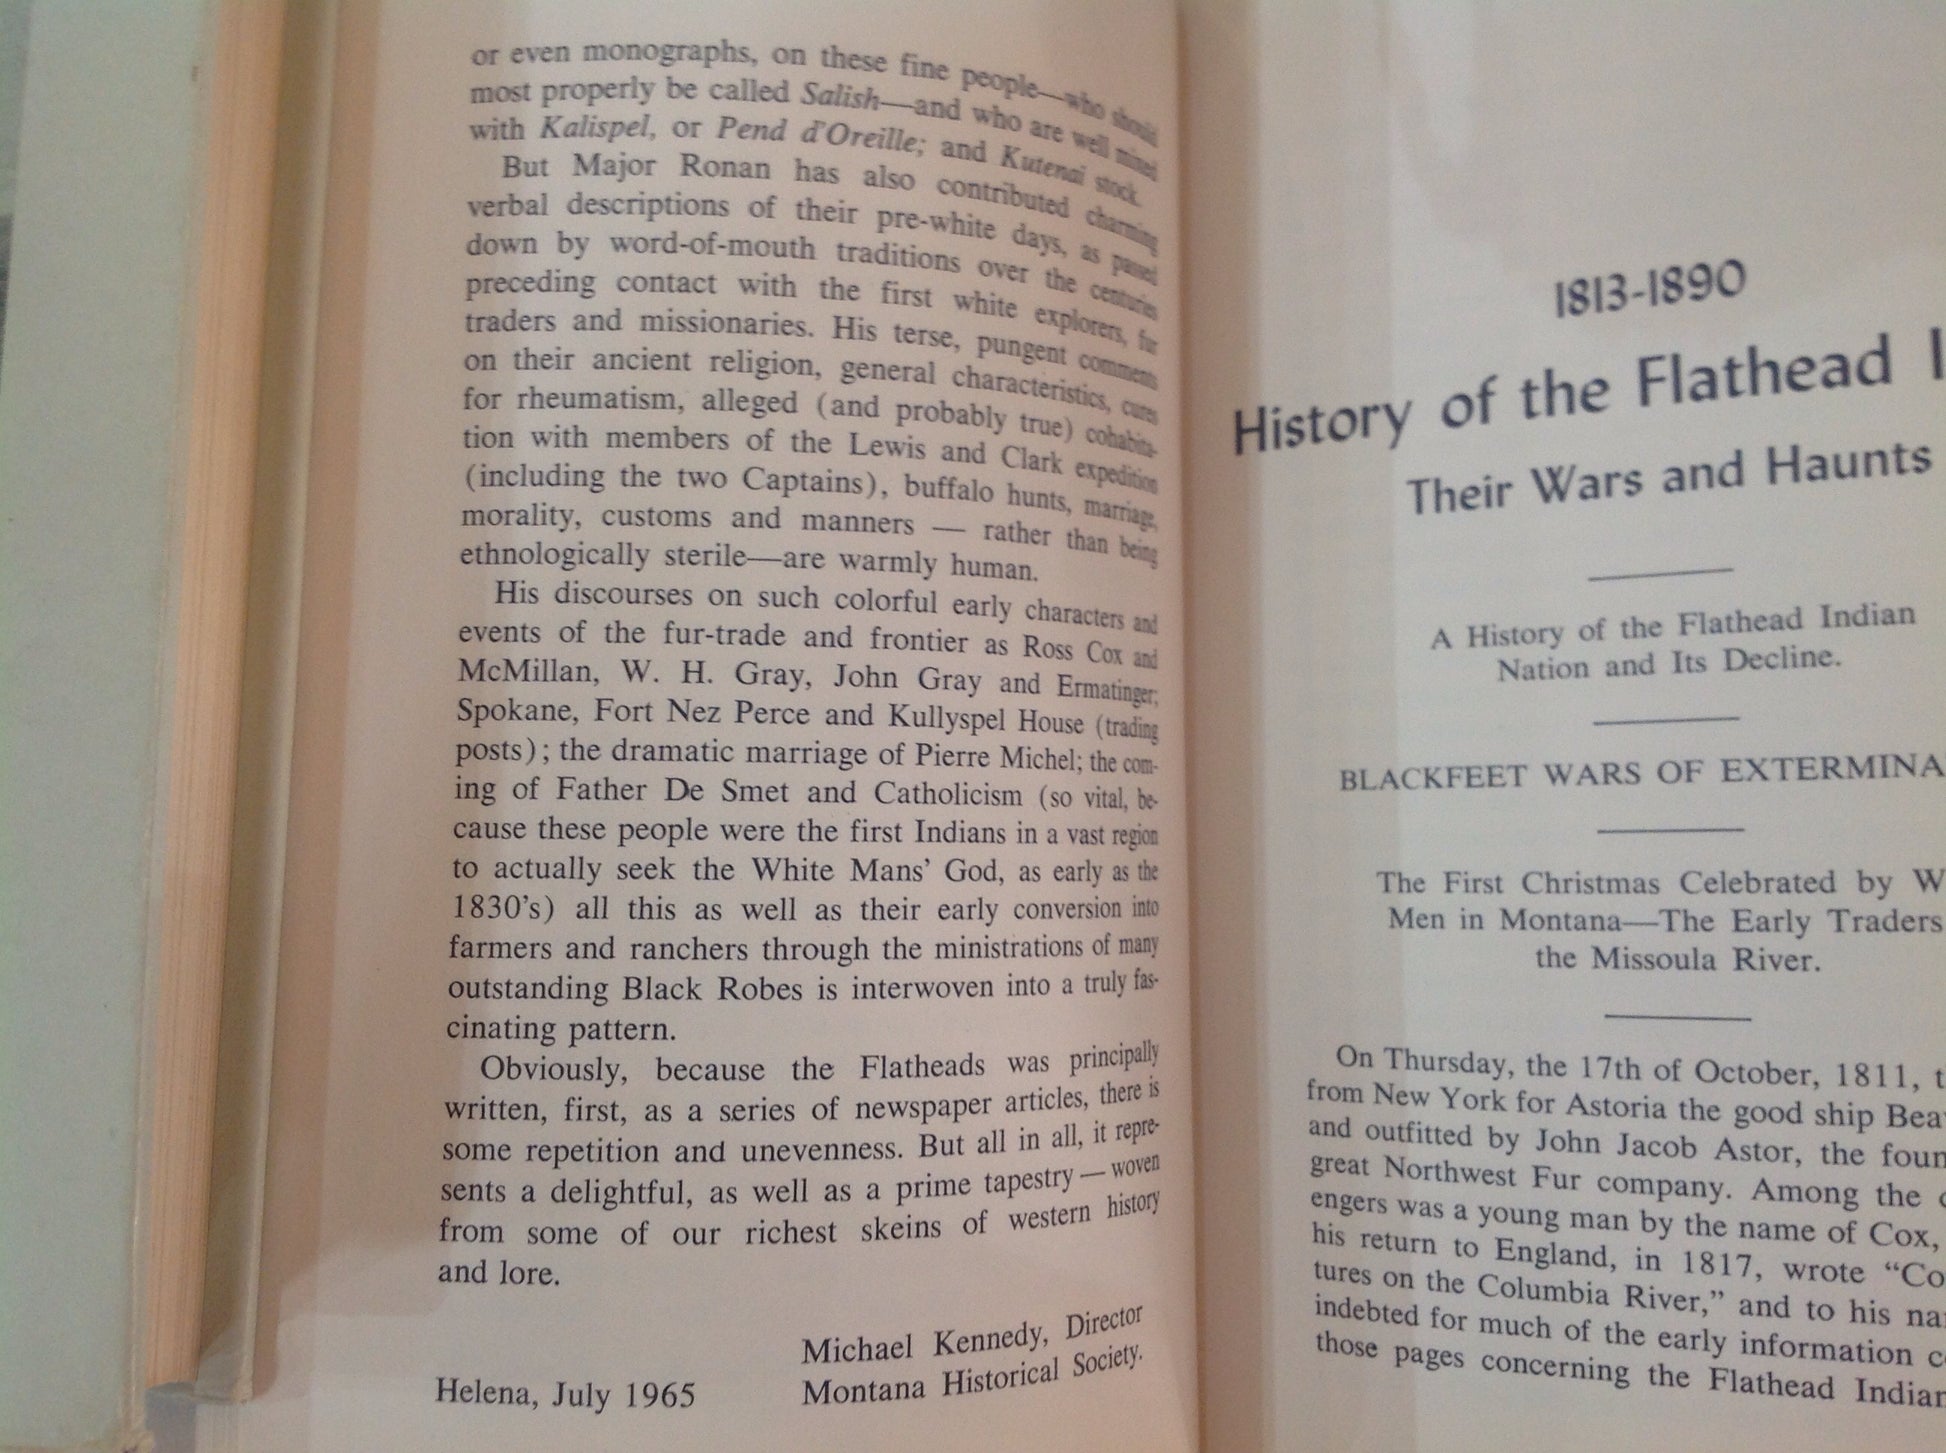 or even monographs, on these fine people—who should
most properly be called Salish—and who are well mixed
with Kalispel, or Pend d'Oreille; and Kutenai stock.
But Major Ronan has also contributed charming
verbal descriptions of their pre-white days, as passed
down by word-of-mouth traditions over the centuries
preceding contact with the first white explorers, fur
traders and missionaries. His terse, pungent comments
on their ancient religion, general characteristics, cures
for rheumatism, alleged (and probably true) cohabita-
tion with members of the Lewis and Clark expedition
(including the two Captains), buffalo hunts, marriage,
morality, customs and manners — rather than being
ethnologically sterile—are warmly human.
His discourses on such colorful early characters and
events of the fur-trade and frontier as Ross Cox and
McMillan, W. H. Gray, John Gray and Ermatinger;
Spokane, Fort Nez Perce and Kullyspel House (trading
posts); the dramatic marriage of Pierre Michel; the com-
ing of Father De Smet and Catholicism (so vital, be-
cause these people were the first Indians in a vast region
to actually seek the White Mans' God, as early as the
1830's) all this as well as their early conversion into
farmers and ranchers through the ministrations of many
outstanding Black Robes is interwoven into a truly fas-
cinating pattern.
Obviously, because the Flatheads was principally
written, first, as a series of newspaper articles, there is
some repetition and unevenness. But all in all, it repre-
sents a delightful, as well as a prime tapestry — woven
from some of our richest skeins of western history
and lore.
Michael Kennedy, Director
Montana Historical Society.
Helena, July 1965
1813-1890
History of the Flathead I
Their Wars and Haunts
A History of the Flathead Indian
Nation and Its Decline.
BLACKFEET WARS OF EXTERMINA
The First Christmas Celebrated by W
Men in Montana—The Early Traders
the Missoula River.
On Thursday, the 17th of October, 1811, t
from New York for Astoria the good ship Bea
and outfitted by John Jacob Astor, the foun
great Northwest Fur company. Among the
engers was a young man by the name of Cox,
his return to England, in 1817, wrote "Co
tures on the Columbia River," and to his na
indebted for much of the early information c
those pages concerning the Flathead Indian